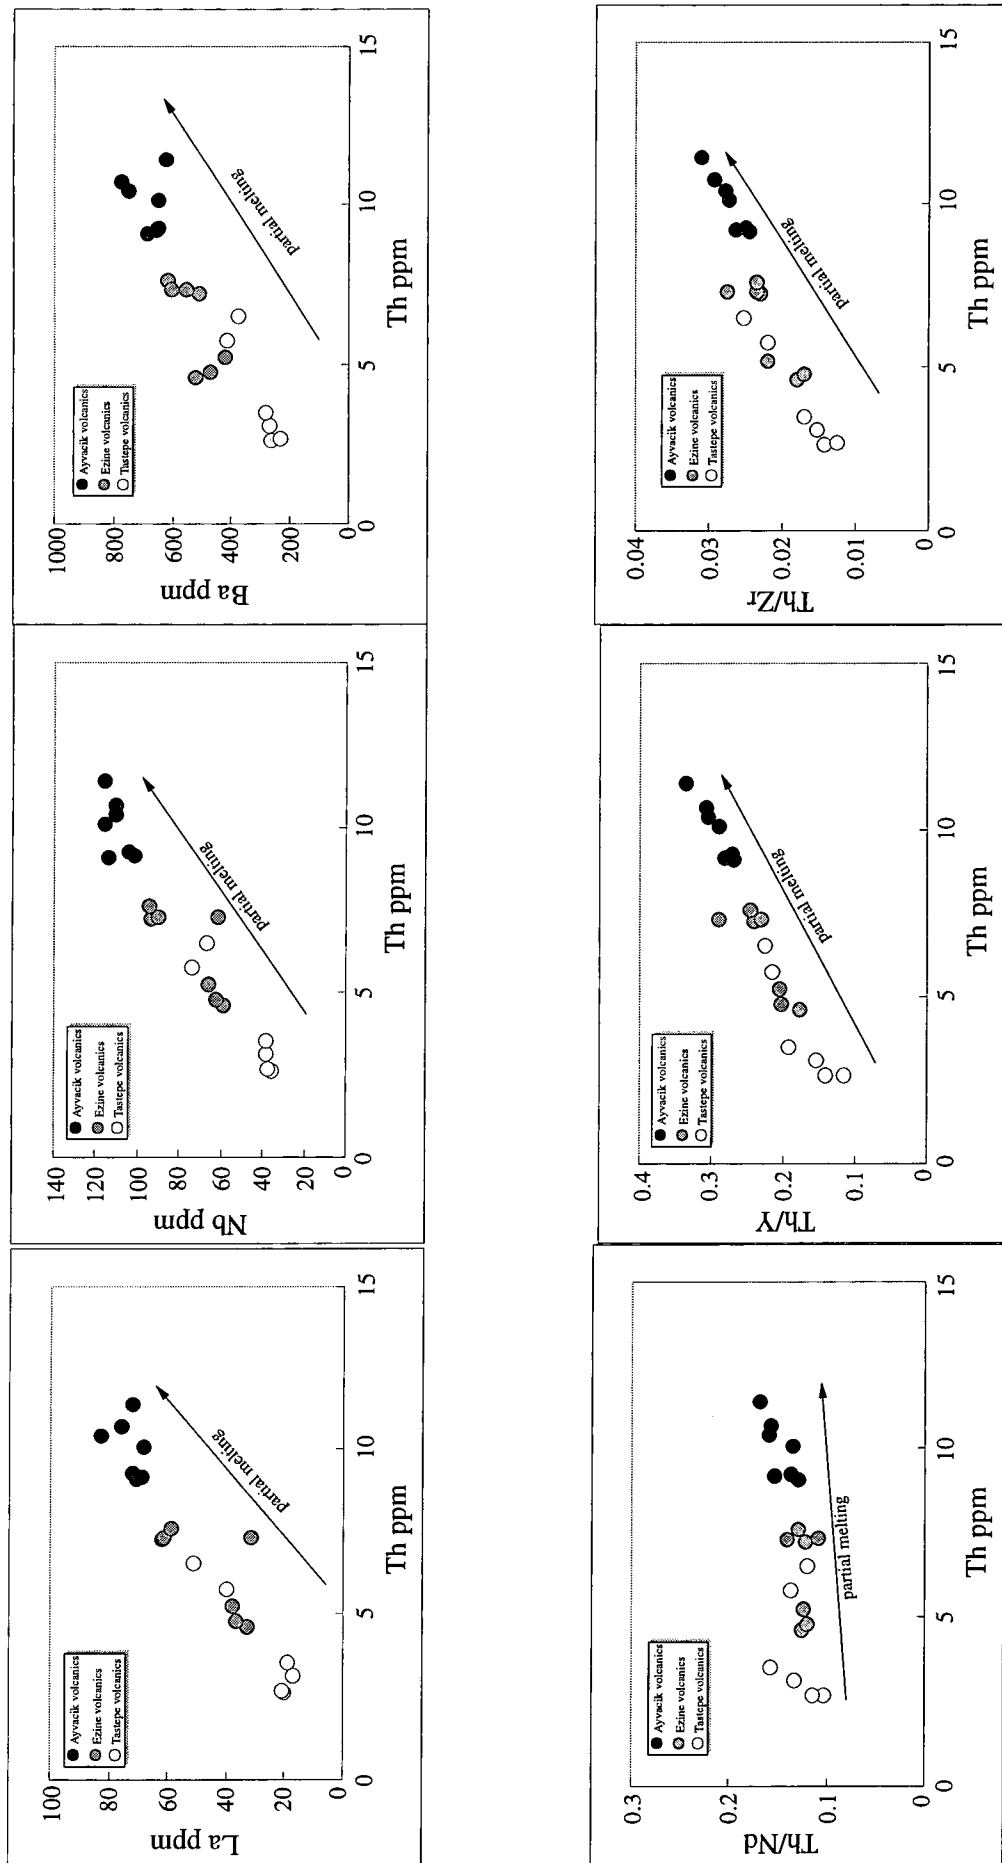 100
80
60
40
20
0
La ppm
Ayvacik volcanics
Ezine volcanics
Tastepe volcanics
partial melting
0
5
10
15
Th ppm
140
120
100
80
60
40
20
0
Nb ppm
Ayvacik volcanics
Ezine volcanics
Tastepe volcanics
partial melting
0
5
10
15
Th ppm
1000
800
600
400
200
0
Ba ppm
Ayvacik volcanics
Ezine volcanics
Tastepe volcanics
partial melting
0
5
10
15
Th ppm
0.3
0.2
0.1
0
Th/Nd
Ayvacik volcanics
Ezine volcanics
Tastepe volcanics
partial melting
0
5
10
15
Th ppm
0.4
0.3
0.2
0.1
0
Th/Y
Ayvacik volcanics
Ezine volcanics
Tastepe volcanics
partial melting
0
5
10
15
Th ppm
0.04
0.03
0.02
0.01
0
Th/Zr
Ayvacik volcanics
Ezine volcanics
Tastepe volcanics
partial melting
0
5
10
15
Th ppm